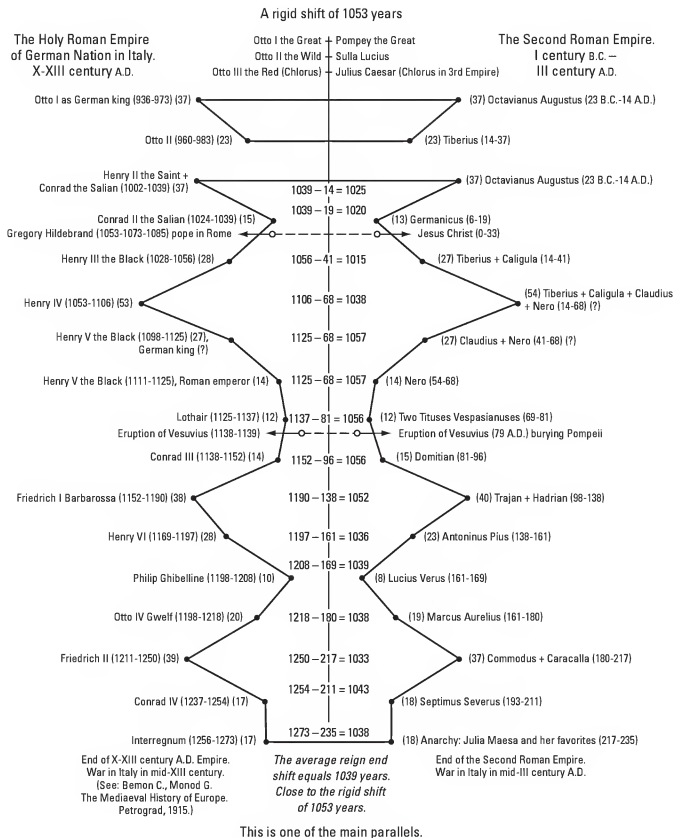 A rigid shift of 1053 years
The Holy Roman Empire
of German Nation in Italy.
X-XIII century A.D.
Otto I the Great
Otto II the Wild
Otto III the Red (Chlorus)
Pompey the Great
Sulla Lucius
Julius Caesar (Chlorus in 3rd Empire)
The Second Roman Empire.
I century B.C. –
III century A.D.
Otto I as German king (936-973) (37)
(37) Octavianus Augustus (23 B.C.-14 A.D.)
Otto II (960-983) (23)
(23) Tiberius (14-37)
Henry II the Saint +
Conrad the Salian (1002-1039) (37)
(37) Octavianus Augustus (23 B.C.-14 A.D.)
1039 – 14 = 1025
1039 – 19 = 1020
Conrad II the Salian (1024-1039) (15)
(13) Germanicus (6-19)
Gregory Hildebrand (1053-1073-1085) pope in Rome
Jesus Christ (0-33)
Henry III the Black (1028-1056) (28)
1056 – 41 = 1015
(27) Tiberius + Caligula (14-41)
Henry IV (1053-1106) (53)
1106 – 68 = 1038
(54) Tiberius + Caligula + Claudius
+ Nero (14-68) (?)
Henry V the Black (1098-1125) (27),
German king (?)
1125 – 68 = 1057
(27) Claudius + Nero (41-68) (?)
Henry V the Black (1111-1125), Roman emperor (14)
1125 – 68 = 1057
(14) Nero (54-68)
Lothair (1125-1137) (12)
1137 – 81 = 1056
(12) Two Tituses Vespasianuses (69-81)
Eruption of Vesuvius (1138-1139)
Eruption of Vesuvius (79 A.D.) burying Pompeii
Conrad III (1138-1152) (14)
1152 – 96 = 1056
(15) Domitian (81-96)
Friedrich I Barbarossa (1152-1190) (38)
1190 – 138 = 1052
(40) Trajan + Hadrian (98-138)
Henry VI (1169-1197) (28)
1197 – 161 = 1036
(23) Antoninus Pius (138-161)
1208 – 169 = 1039
Philip Ghibelline (1198-1208) (10)
(8) Lucius Verus (161-169)
Otto IV Gwelf (1198-1218) (20)
1218 – 180 = 1038
(19) Marcus Aurelius (161-180)
Friedrich II (1211-1250) (39)
1250 – 217 = 1033
(37) Commodus + Caracalla (180-217)
1254 – 211 = 1043
Conrad IV (1237-1254) (17)
(18) Septimus Severus (193-211)
1273 – 235 = 1038
Interregnum (1256-1273) (17)
(18) Anarchy: Julia Maesa and her favorites (217-235)
End of X-XIII century A.D. Empire.
War in Italy in mid-XIII century.
(See: Bemon C., Monod G.
The Mediaeval History of Europe.
Petrograd, 1915.)
The average reign end
shift equals 1039 years.
Close to the rigid shift
of 1053 years.
End of the Second Roman Empire.
War in Italy in mid-III century A.D.
This is one of the main parallels.